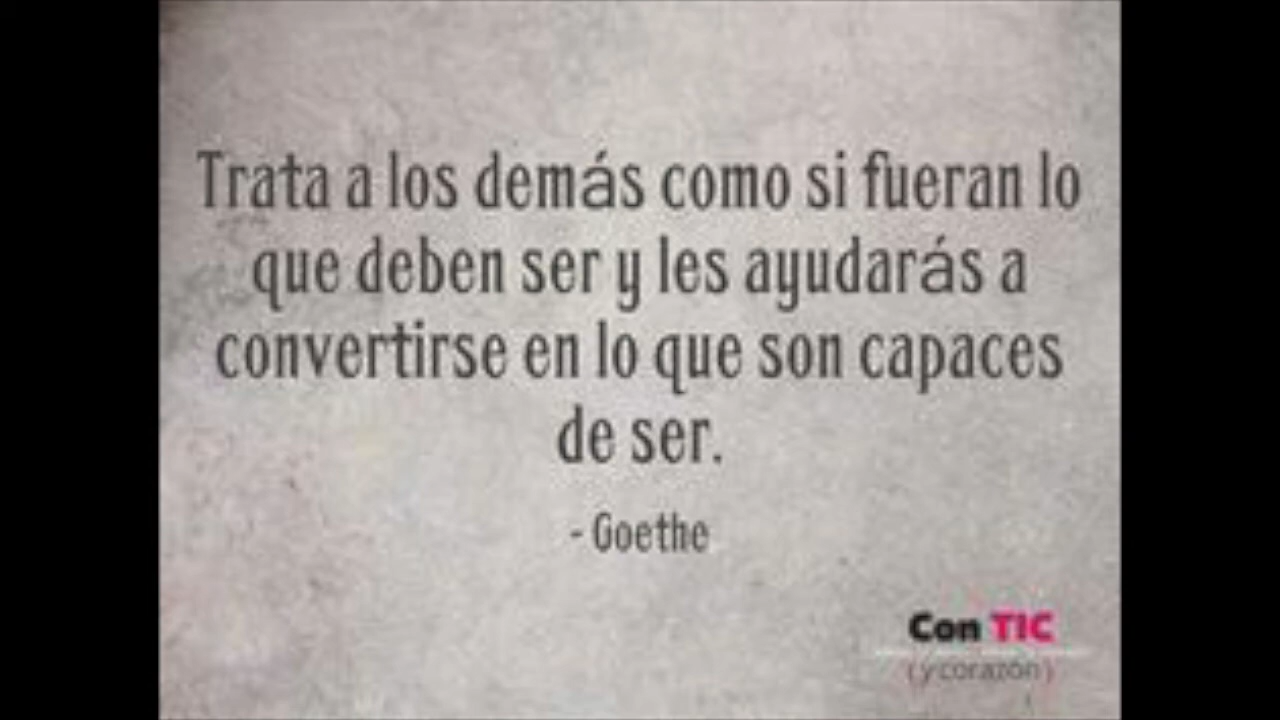 Trata a los demás como si fueran lo
que deben ser y les ayudarás a
convertirse en lo que son capaces
de ser.
- Goethe
Con TIC
( y corazón )